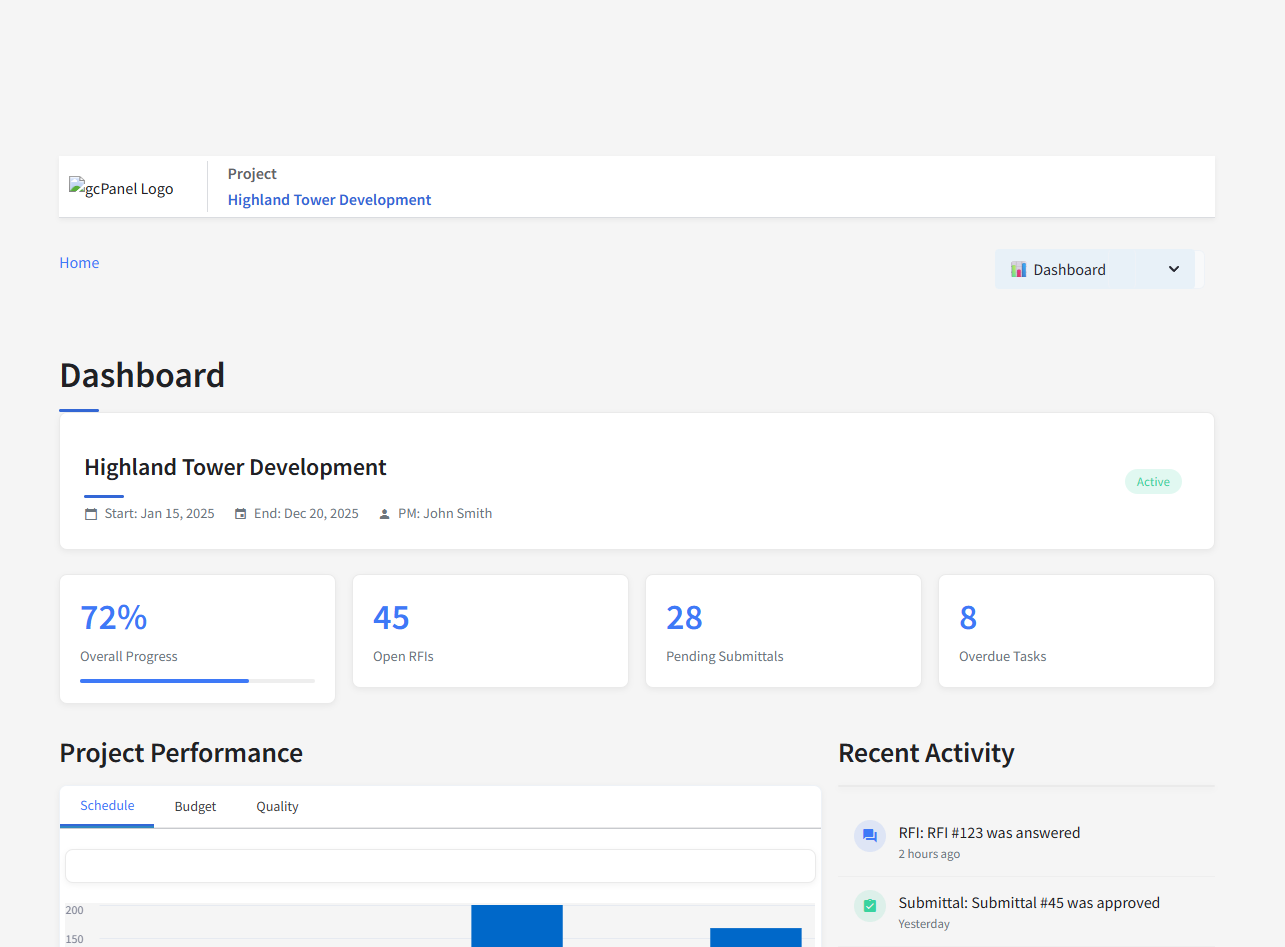 gcPanel Logo
Project
Highland Tower Development
Home
Dashboard
Dashboard
Highland Tower Development
Active
Start: Jan 15, 2025 End: Dec 20, 2025 PM: John Smith
72%
Overall Progress
45
Open RFIs
28
Pending Submittals
8
Overdue Tasks
Project Performance
Schedule Budget Quality
200
150
Recent Activity
RFI: RFI #123 was answered
2 hours ago
Submittal: Submittal #45 was approved
Yesterday